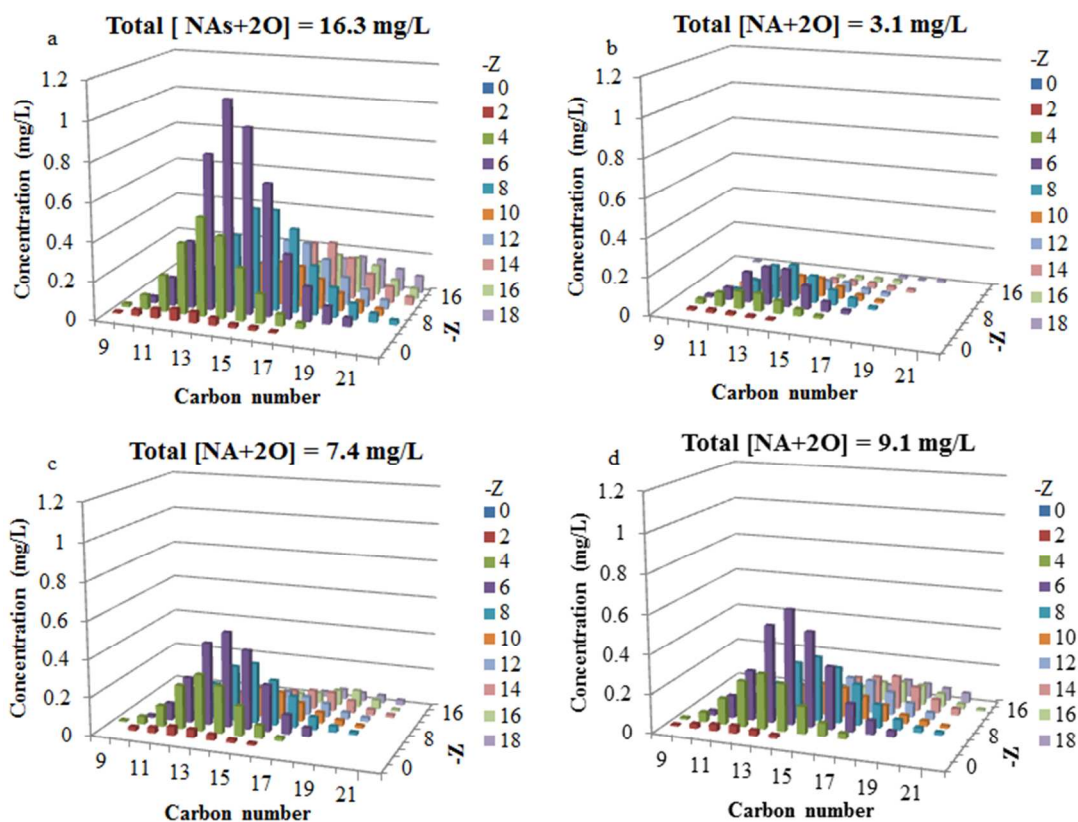 a
Total [ NAs+2O] = 16.3 mg/L
Concentration (mg/L)
1.2
1
0.8
0.6
0.4
0.2
0
9 11 13 15 17 19 21
Carbon number
0
8
16
-Z
-Z
0
2
4
6
8
10
12
14
16
18
b
Total [NA+2O] = 3.1 mg/L
Concentration (mg/L)
1.2
1
0.8
0.6
0.4
0.2
0
9 11 13 15 17 19 21
Carbon number
0
8
16
-Z
-Z
0
2
4
6
8
10
12
14
16
18
c
Total [NA+2O] = 7.4 mg/L
Concentration (mg/L)
1.2
1
0.8
0.6
0.4
0.2
0
9 11 13 15 17 19 21
Carbon number
0
8
16
-Z
-Z
0
2
4
6
8
10
12
14
16
18
d
Total [NA+2O] = 9.1 mg/L
Concentration (mg/L)
1.2
1
0.8
0.6
0.4
0.2
0
9 11 13 15 17 19 21
Carbon number
0
8
16
-Z
-Z
0
2
4
6
8
10
12
14
16
18